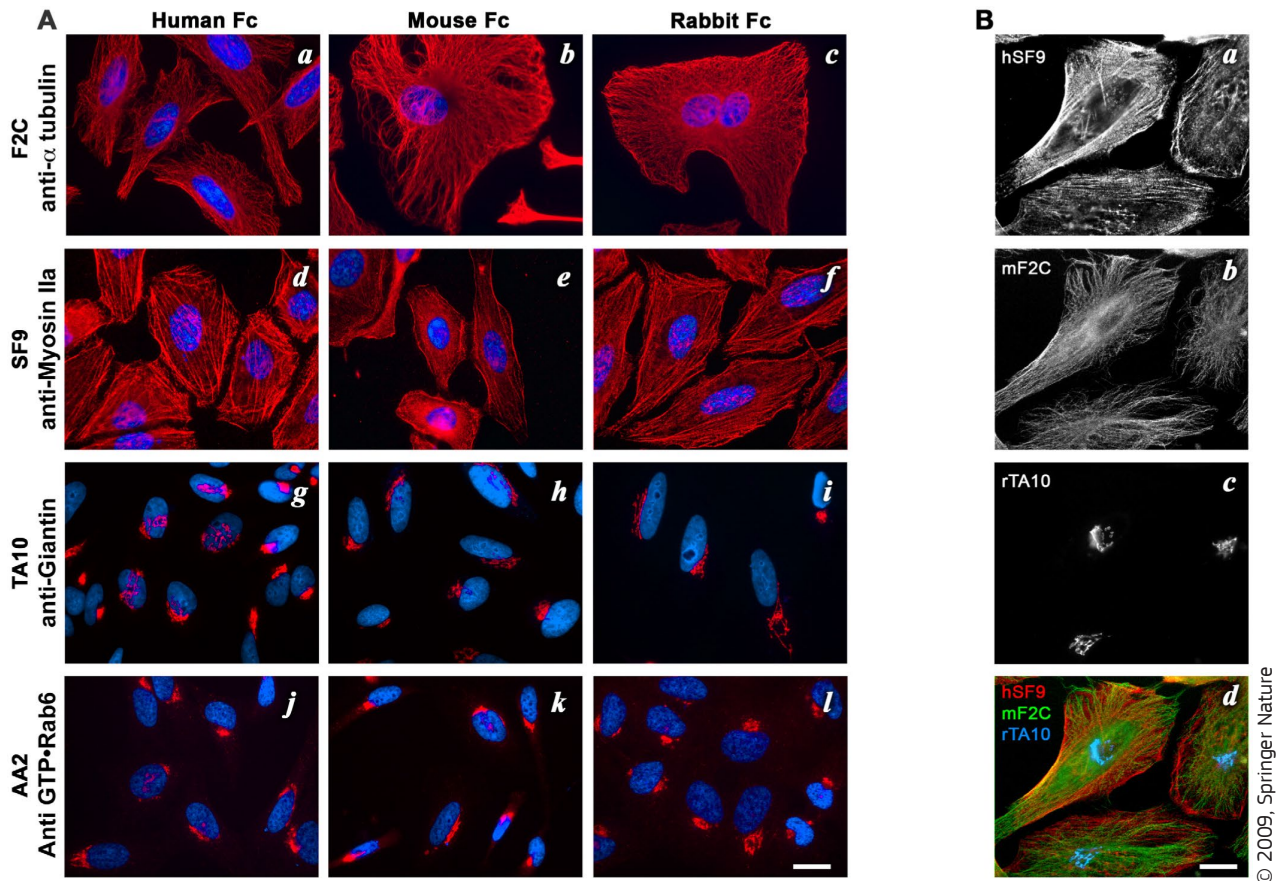 A
Human Fc
Mouse Fc
Rabbit Fc
F2C
anti-α tubulin
a
b
c
SF9
anti-Myosin IIa
d
e
f
TA10
anti-Giantin
g
h
i
AA2
Anti GTP•Rab6
j
k
l
B
hSF9
a
mF2C
b
rTA10
c
hSF9
mF2C
rTA10
d
© 2009, Springer Nature